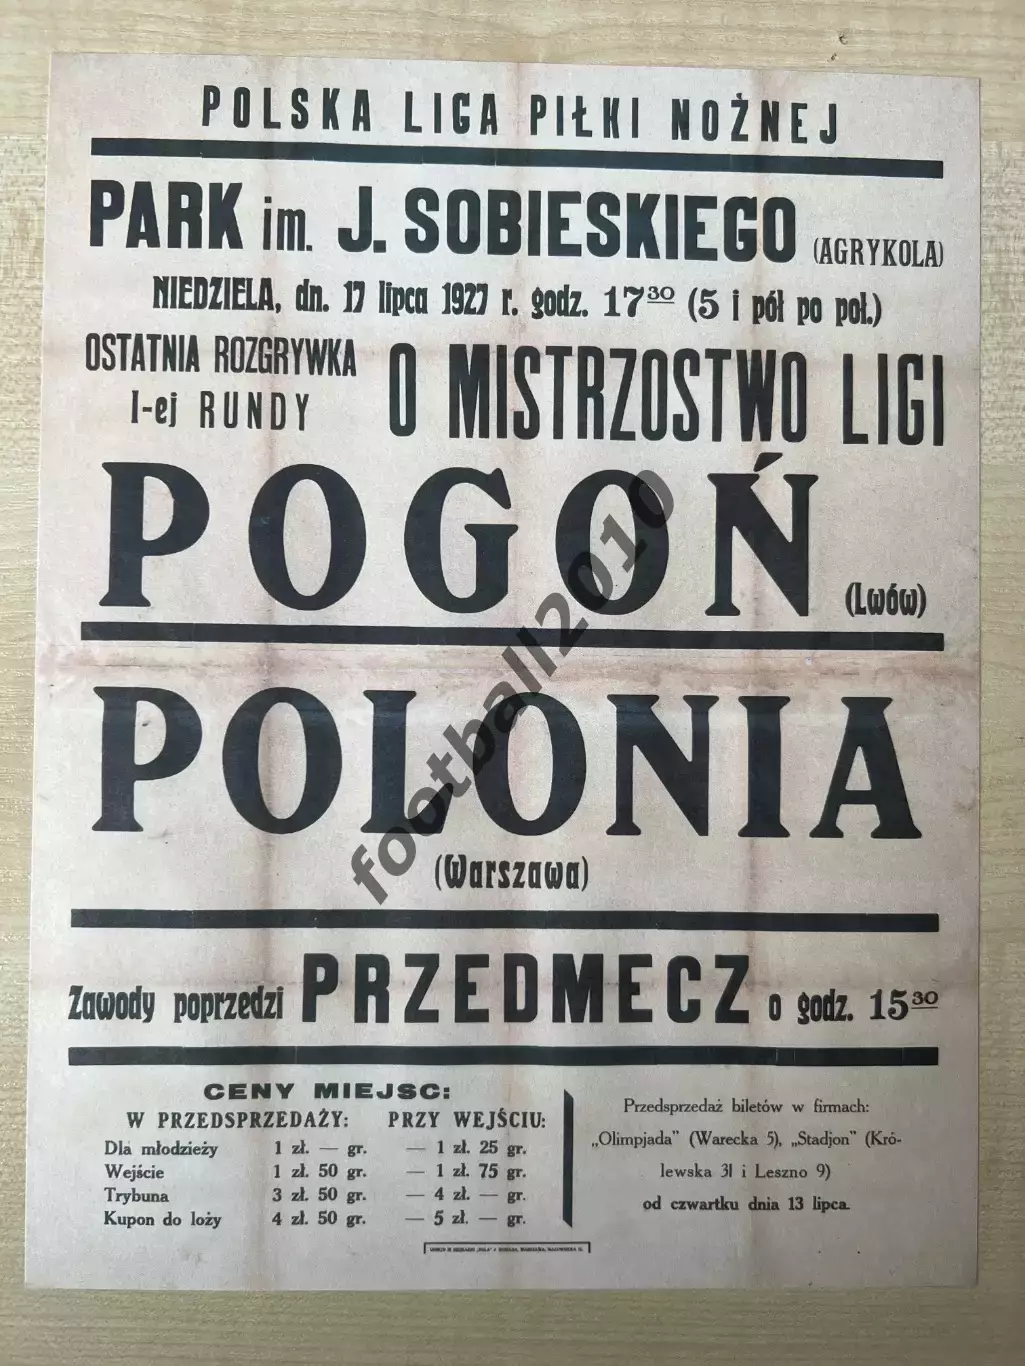 POLSKA LIGA PIŁKI NOŻNEJ
PARK im. J. SOBIESKIEGO (AGRYKOLA)
NIEDZIELA, dn. 17 lipca 1927 r. godz. 17³⁰ (5 i pół po poł.)
OSTATNIA ROZGRYWKA
I-ej RUNDY
O MISTRZOSTWO LIGI
POGOŃ (Lwów)
POLONIA
(Warszawa)
Zawody poprzedzi PRZEDMECZ o godz. 15³⁰
CENY MIEJSC:
W PRZEDSPRZEDAŻY: PRZY WEJŚCIU:
Dla młodzieży 1 zł. — gr. — 1 zł. 25 gr.
Wejście 1 zł. 50 gr. — 1 zł. 75 gr.
Trybuna 3 zł. 50 gr. — 4 zł. — gr.
Kupon do loży 4 zł. 50 gr. — 5 zł. — gr.
Przedsprzedaż biletów w firmach:
„Olimpjada" (Warecka 5), „Stadjon" (Kró-
lewska 31 i Leszno 9)
od czwartku dnia 13 lipca.
football2010